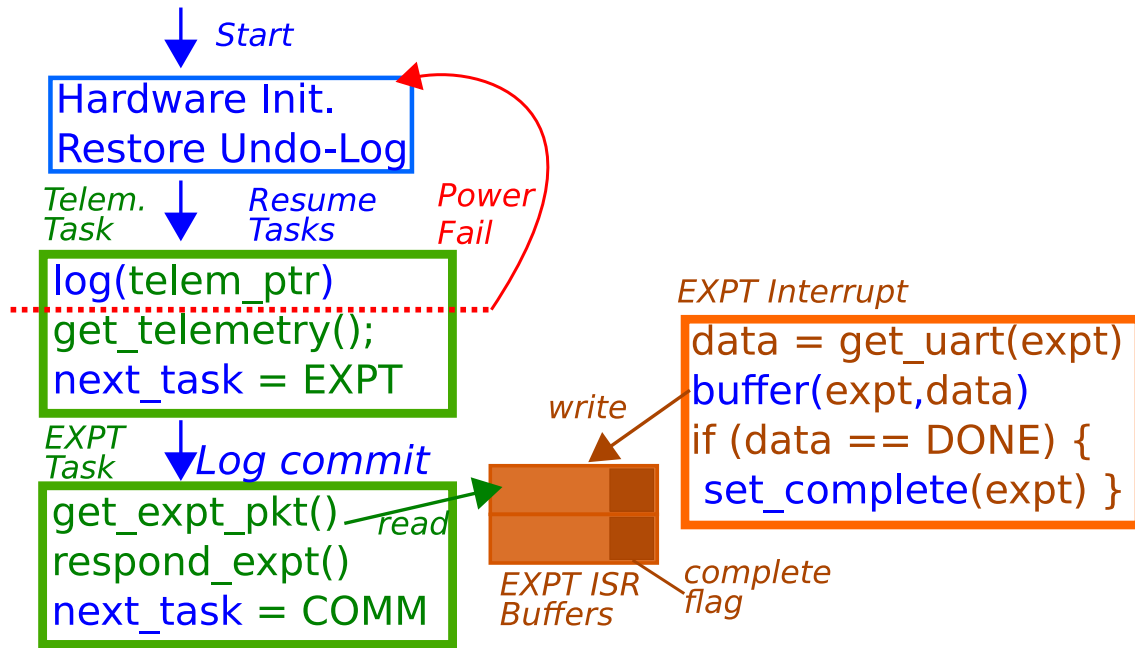 Start
Hardware Init.
Restore Undo-Log
Telem.
Task
Resume
Tasks
Power
Fail
log(telem_ptr)
get_telemetry();
next_task = EXPT
EXPT
Task
Log commit
get_expt_pkt()
respond_expt()
next_task = COMM
read
write
EXPT ISR
Buffers
complete
flag
EXPT Interrupt
data = get_uart(expt)
buffer(expt,data)
if (data == DONE) {
set_complete(expt) }